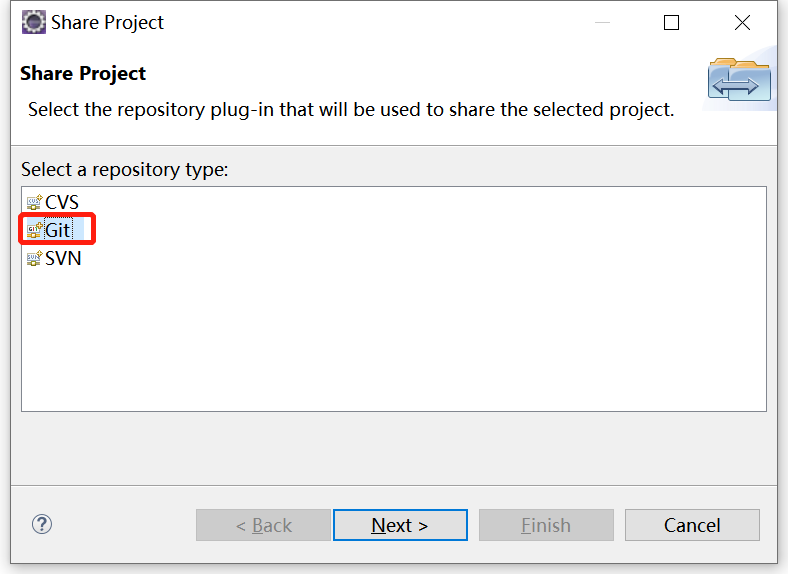 Share Project
Share Project
Select the repository plug-in that will be used to share the selected project.
Select a repository type:
CVS
Git
SVN
< Back Next > Finish Cancel